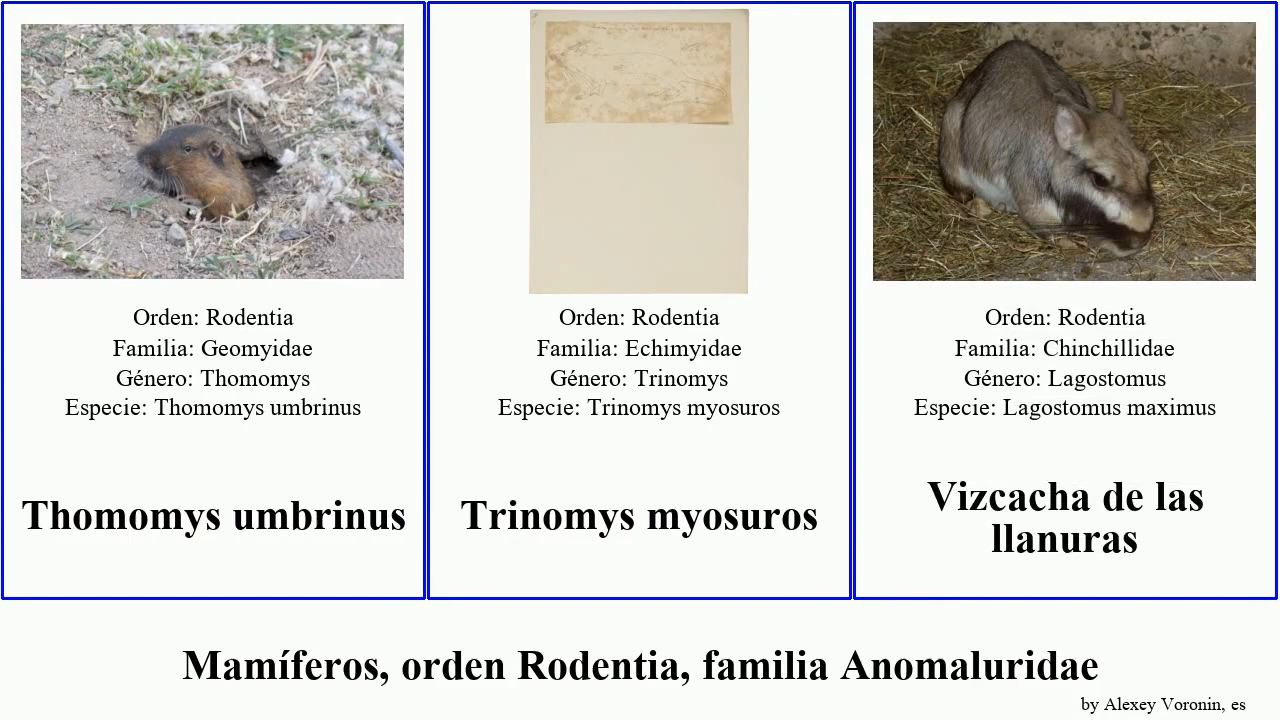 Orden: Rodentia
Familia: Geomyidae
Género: Thomomys
Especie: Thomomys umbrinus
Thomomys umbrinus
Orden: Rodentia
Familia: Echimyidae
Género: Trinomys
Especie: Trinomys myosuros
Trinomys myosuros
Orden: Rodentia
Familia: Chinchillidae
Género: Lagostomus
Especie: Lagostomus maximus
Vizcacha de las
llanuras
Mamíferos, orden Rodentia, familia Anomaluridae
by Alexey Voronin, es